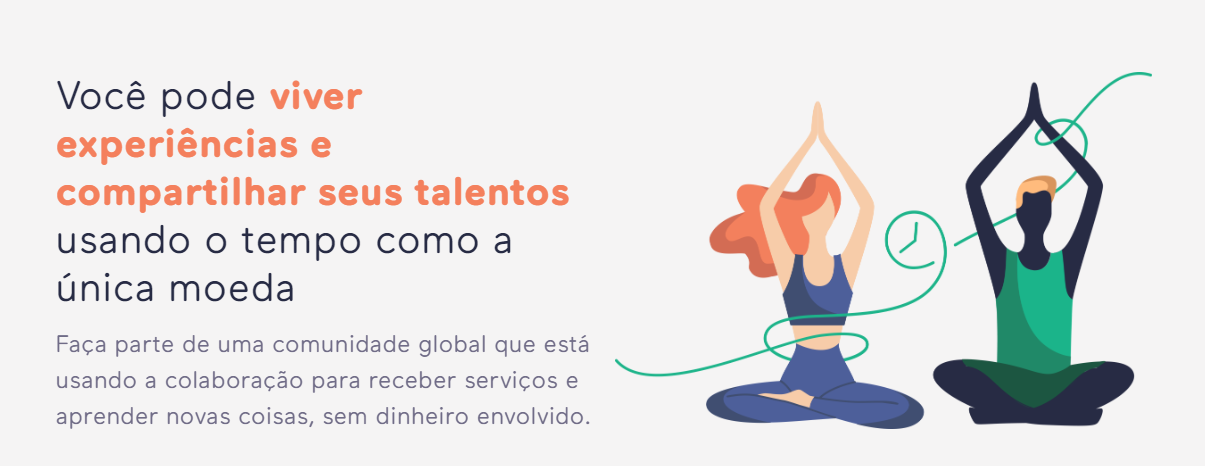 Você pode viver
experiências e
compartilhar seus talentos
usando o tempo como a
única moeda
Faça parte de uma comunidade global que está
usando a colaboração para receber serviços e
aprender novas coisas, sem dinheiro envolvido.